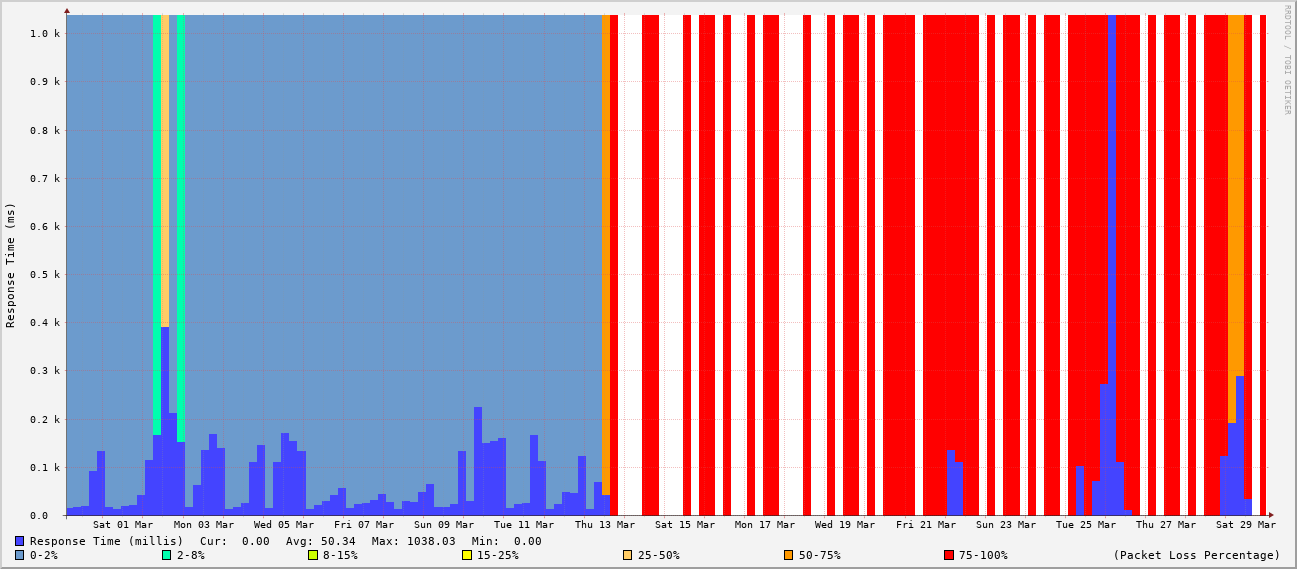 RRDTOOL / TOBI OETIKER
Response Time (ms)
1.0 k
0.9 k
0.8 k
0.7 k
0.6 k
0.5 k
0.4 k
0.3 k
0.2 k
0.1 k
0.0
Sat 01 Mar Mon 03 Mar Wed 05 Mar Fri 07 Mar Sun 09 Mar Tue 11 Mar Thu 13 Mar Sat 15 Mar Mon 17 Mar Wed 19 Mar Fri 21 Mar Sun 23 Mar Tue 25 Mar Thu 27 Mar Sat 29 Mar
Response Time (millis) Cur: 0.00 Avg: 50.34 Max: 1038.03 Min: 0.00
0-2% 2-8% 8-15% 15-25% 25-50% 50-75% 75-100% (Packet Loss Percentage)